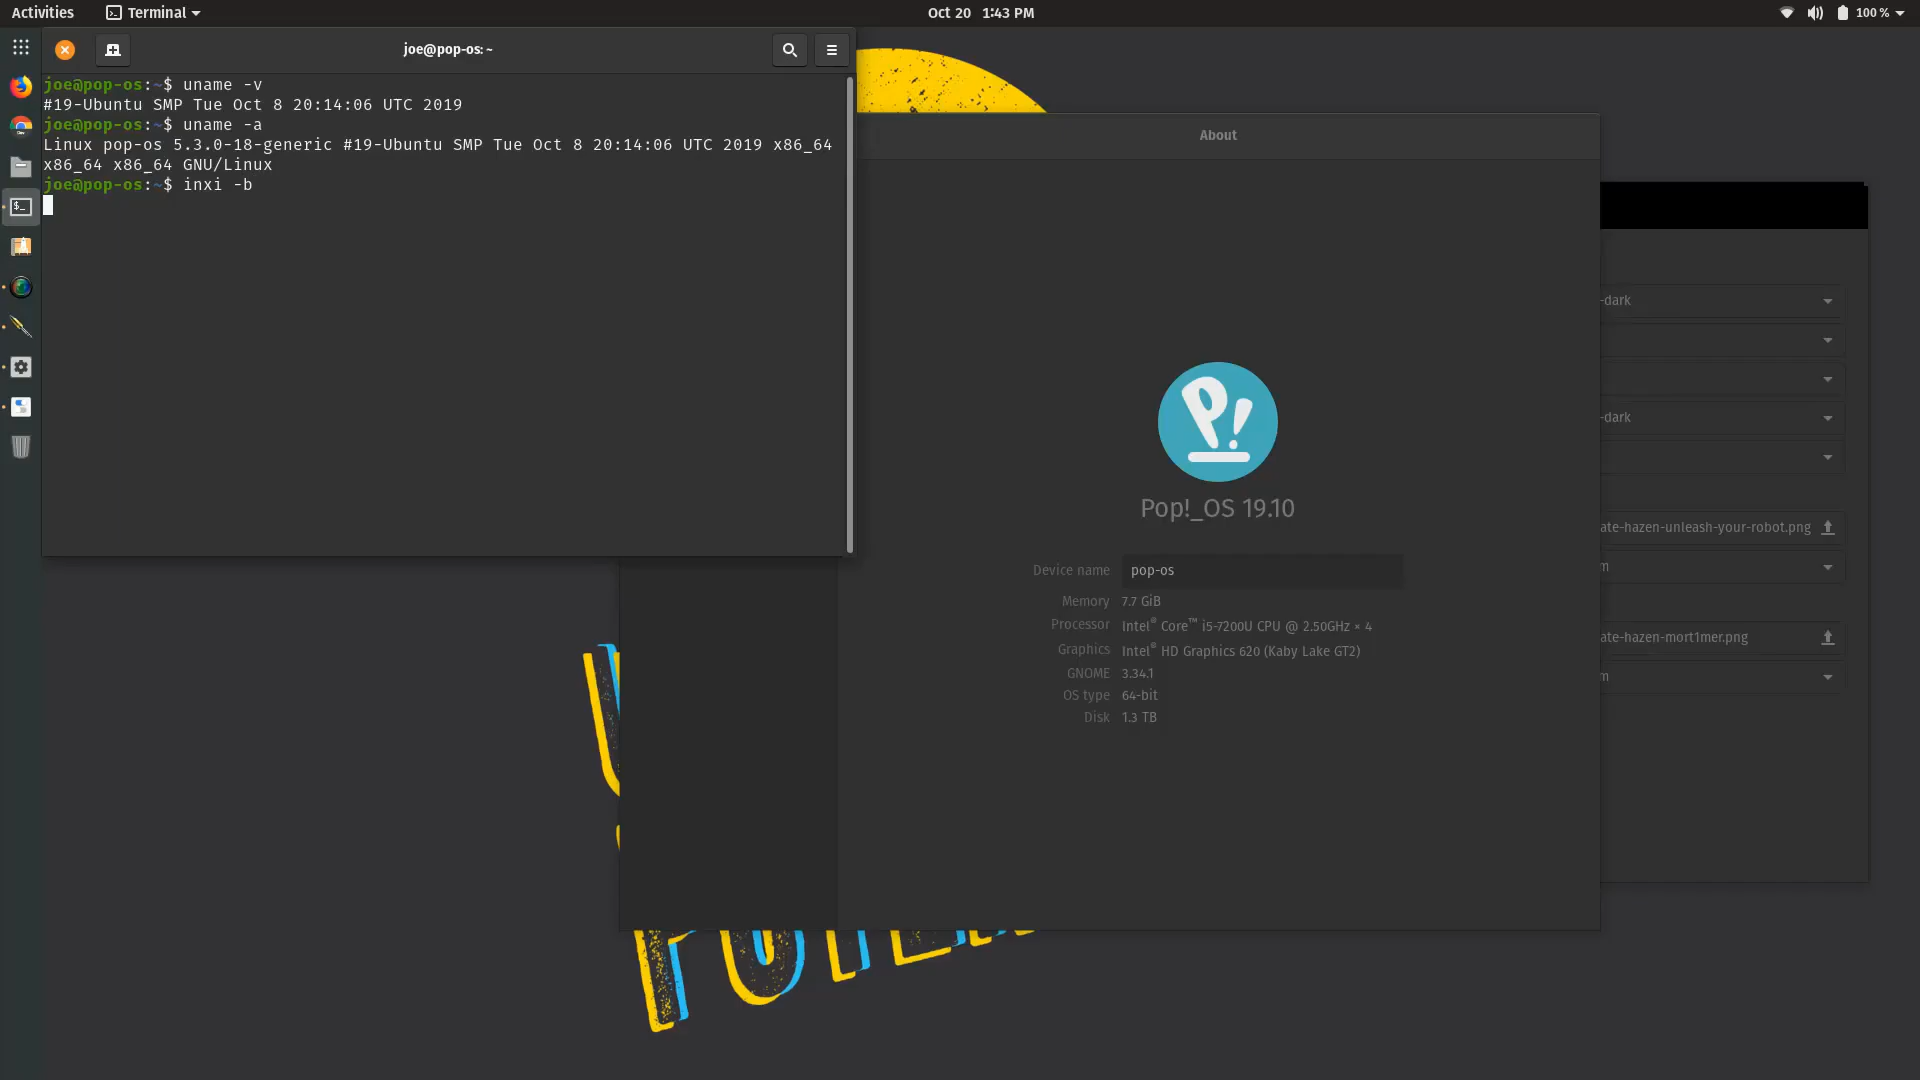 Activities
Terminal
Oct 20 1:43 PM
100 %
joe@pop-os: ~
joe@pop-os:~$ uname -v
#19-Ubuntu SMP Tue Oct 8 20:14:06 UTC 2019
joe@pop-os:~$ uname -a
Linux pop-os 5.3.0-18-generic #19-Ubuntu SMP Tue Oct 8 20:14:06 UTC 2019 x86_64
x86_64 x86_64 GNU/Linux
joe@pop-os:~$ inxi -b
About
P!
Pop!_OS 19.10
Device name pop-os
Memory 7.7 GiB
Processor Intel® Core™ i5-7200U CPU @ 2.50GHz × 4
Graphics Intel® HD Graphics 620 (Kaby Lake GT2)
GNOME 3.34.1
OS type 64-bit
Disk 1.3 TB
-dark
-dark
ate-hazen-unleash-your-robot.png
m
ate-hazen-mort1mer.png
m